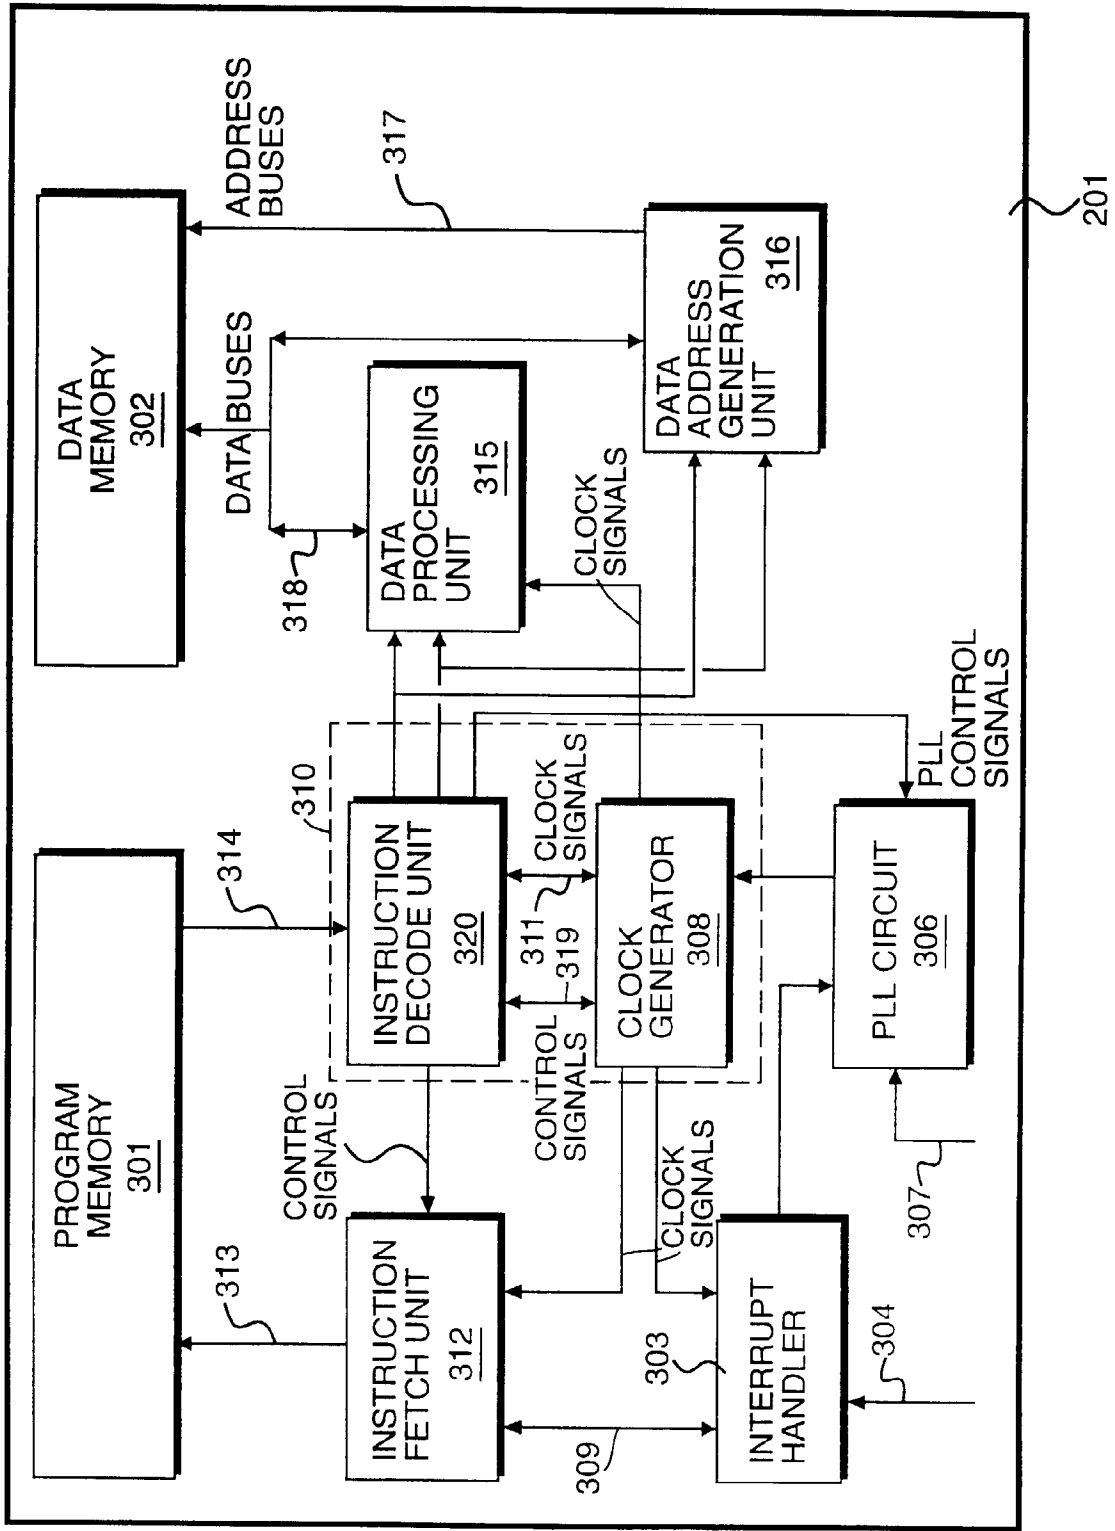 PROGRAM
MEMORY
301
DATA
MEMORY
302
313
314
DATA BUSES
ADDRESS
BUSES
317
318
CONTROL
SIGNALS
310
INSTRUCTION
FETCH UNIT
312
INSTRUCTION
DECODE UNIT
320
DATA
PROCESSING
UNIT
315
CONTROL
SIGNALS
319
311
CLOCK
SIGNALS
CLOCK
SIGNALS
309
303
CLOCK
SIGNALS
CLOCK
GENERATOR
308
DATA
ADDRESS
GENERATION
UNIT
316
INTERRUPT
HANDLER
304
307
PLL CIRCUIT
306
PLL
CONTROL
SIGNALS
201